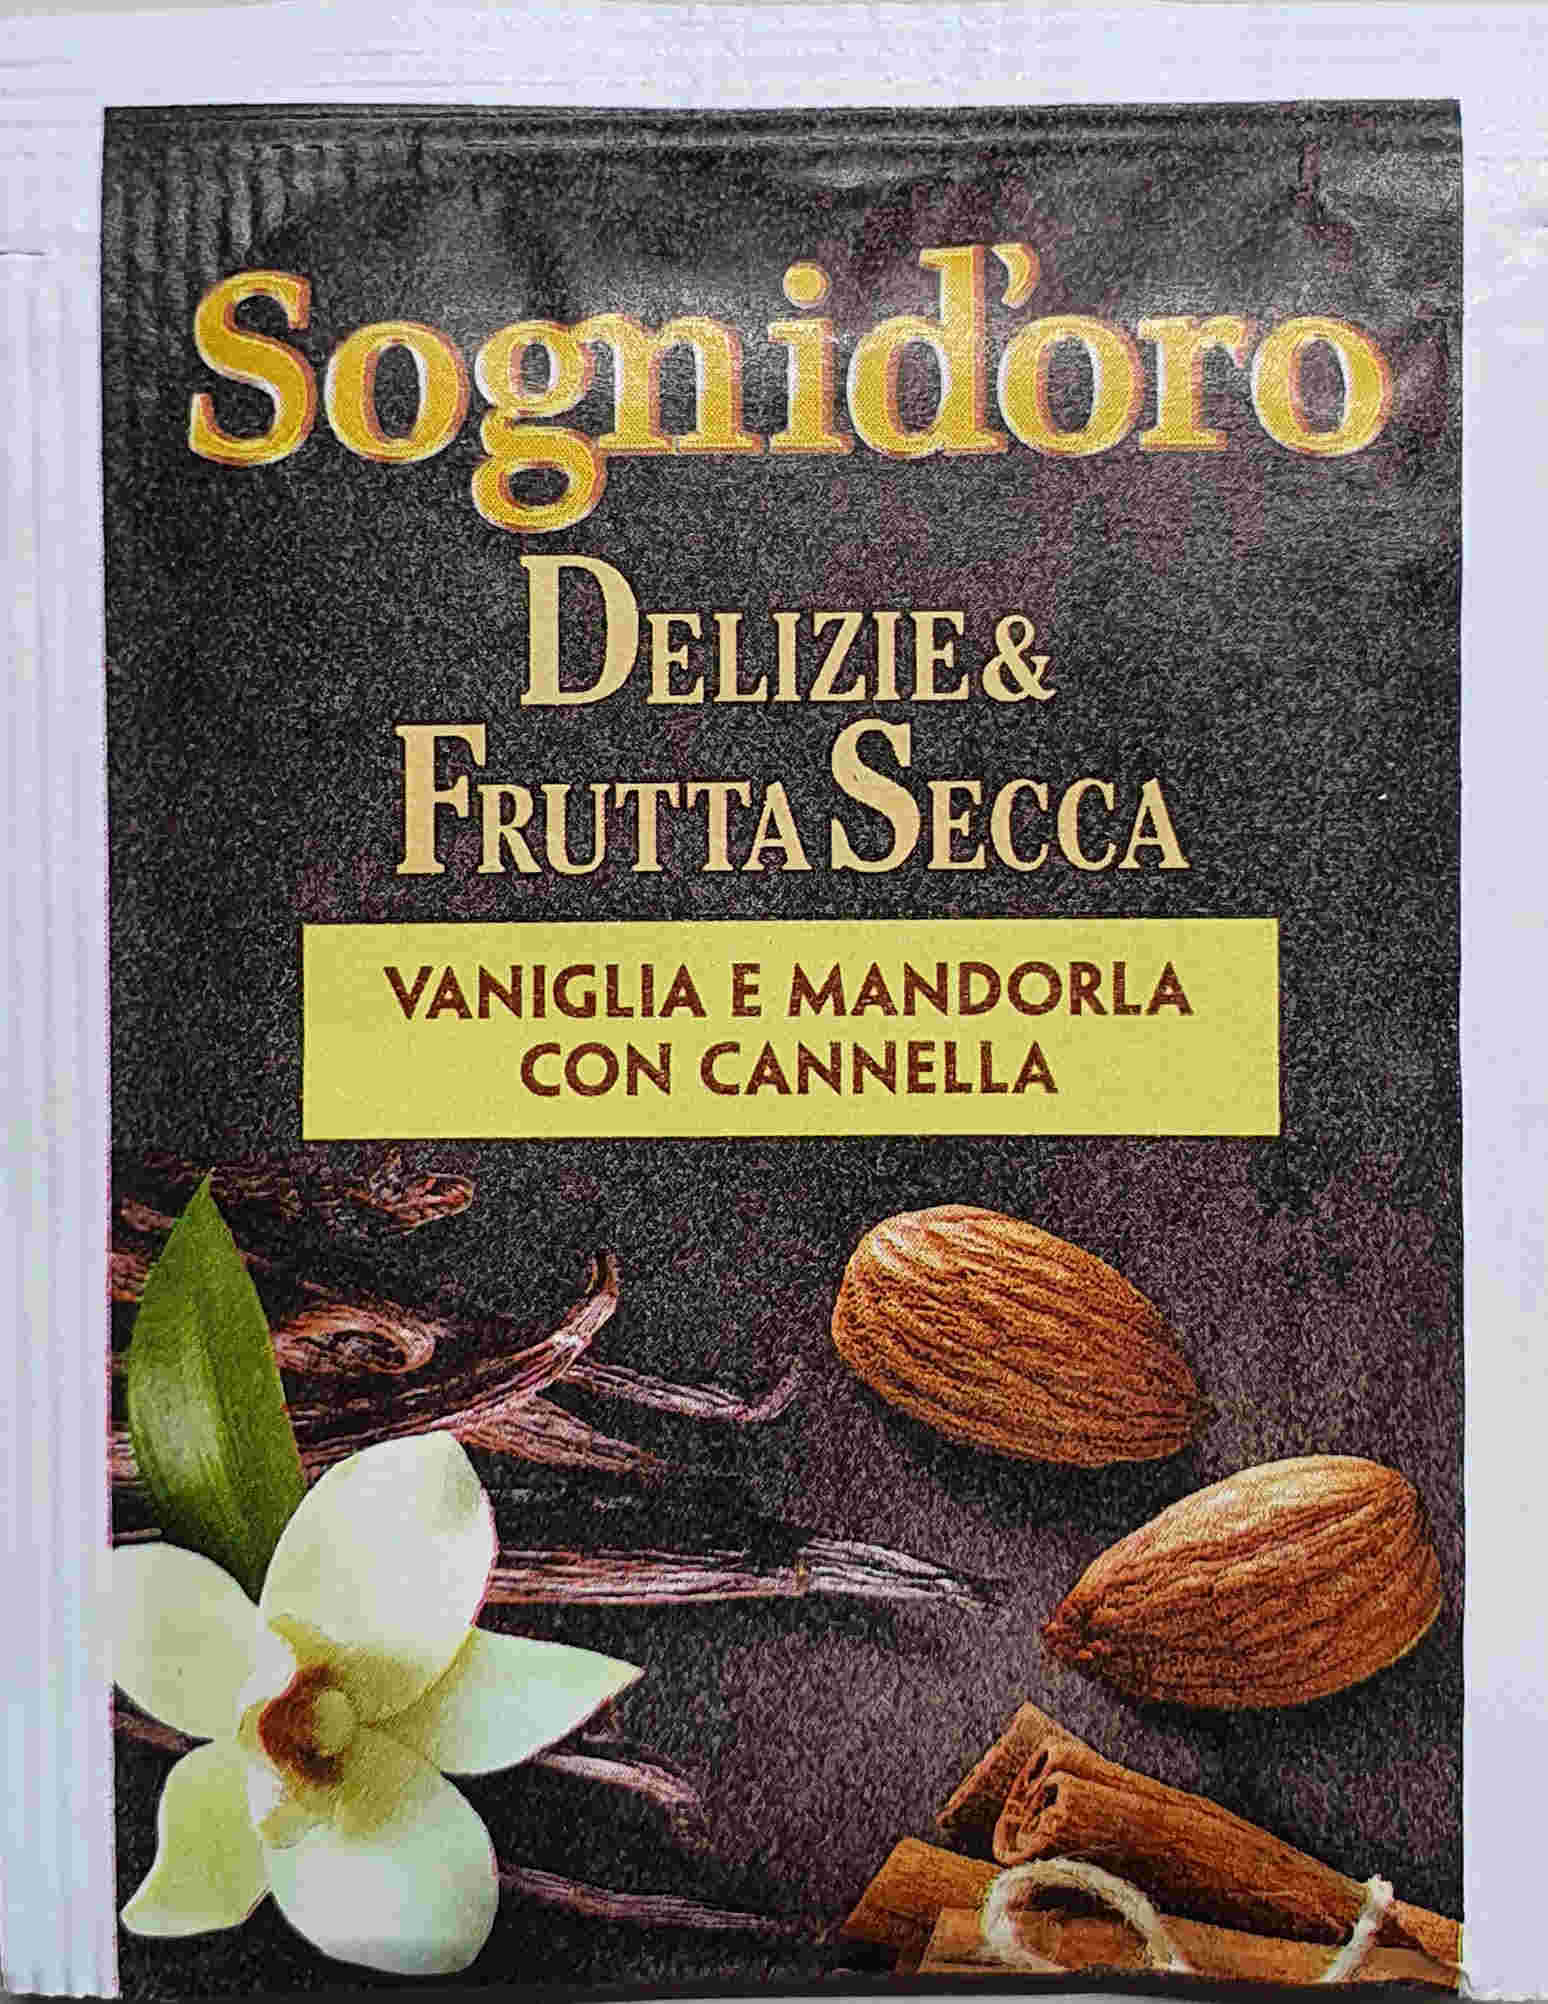 Sognid'oro
DELIZIE &
FRUTTA SECCA
VANIGLIA E MANDORLA
CON CANNELLA